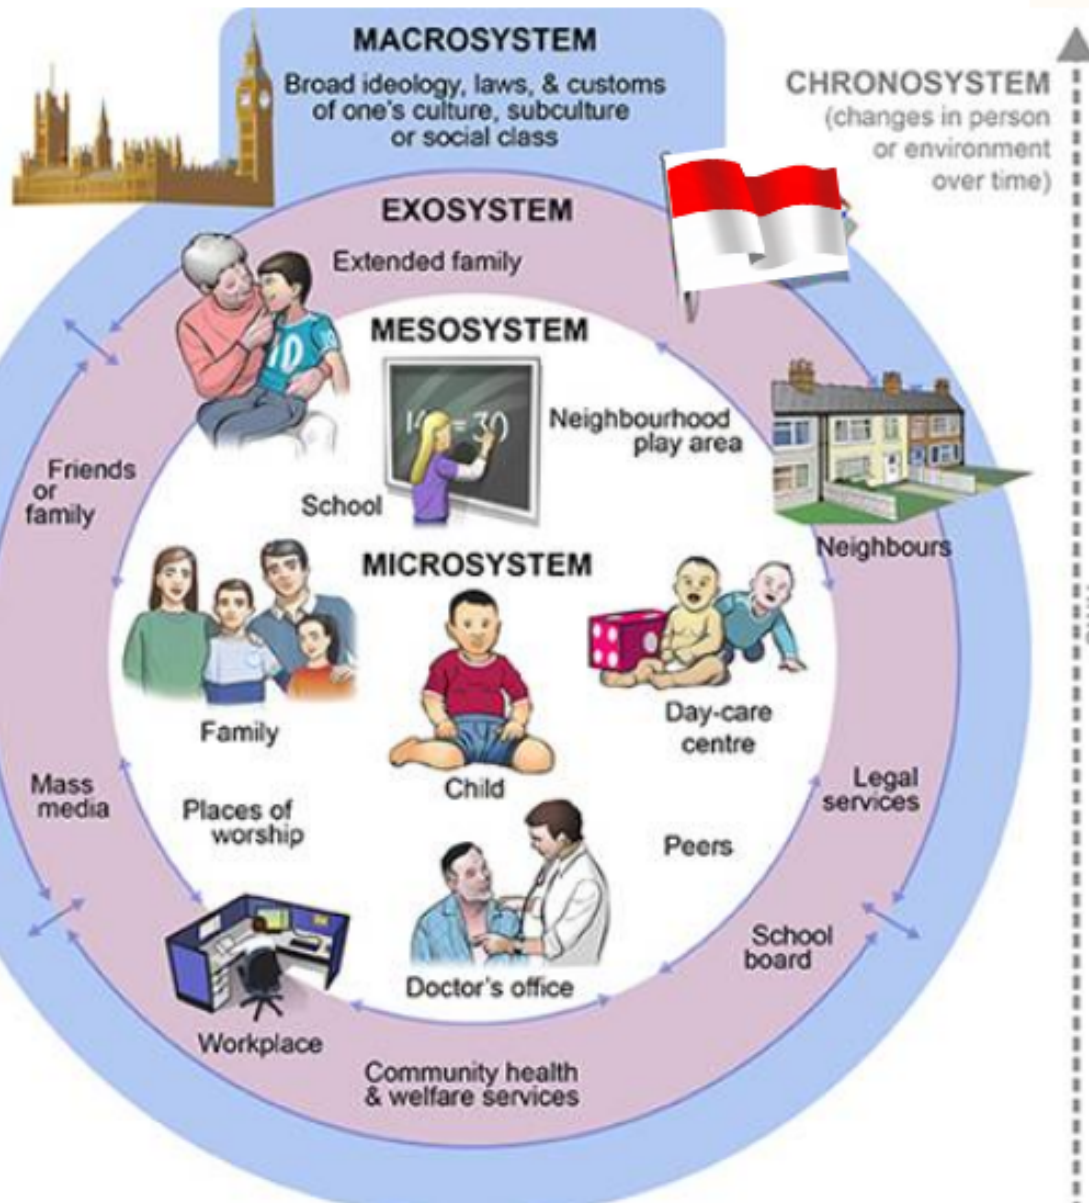 MACROSYSTEM
Broad ideology, laws, & customs
of one's culture, subculture
or social class
CHRONOSYSTEM
(changes in person
or environment
over time)
EXOSYSTEM
Extended family
MESOSYSTEM
Neighbourhood
play area
School
Friends
or
family
Neighbours
MICROSYSTEM
Family
Day-care
centre
Child
Mass
media
Places of
worship
Legal
services
Peers
School
board
Doctor's office
Workplace
Community health
& welfare services
10